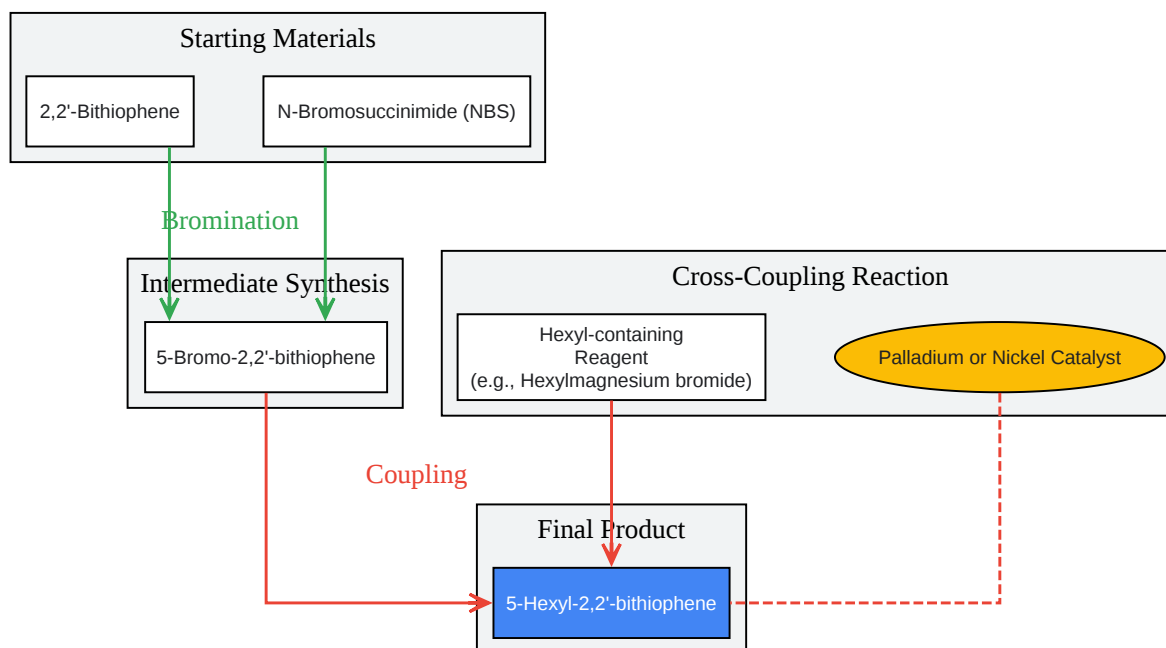 Starting Materials
2,2'-Bithiophene
N-Bromosuccinimide (NBS)
Bromination
Intermediate Synthesis
5-Bromo-2,2'-bithiophene
Cross-Coupling Reaction
Hexyl-containing
Reagent
(e.g., Hexylmagnesium bromide)
Palladium or Nickel Catalyst
Coupling
Final Product
5-Hexyl-2,2'-bithiophene